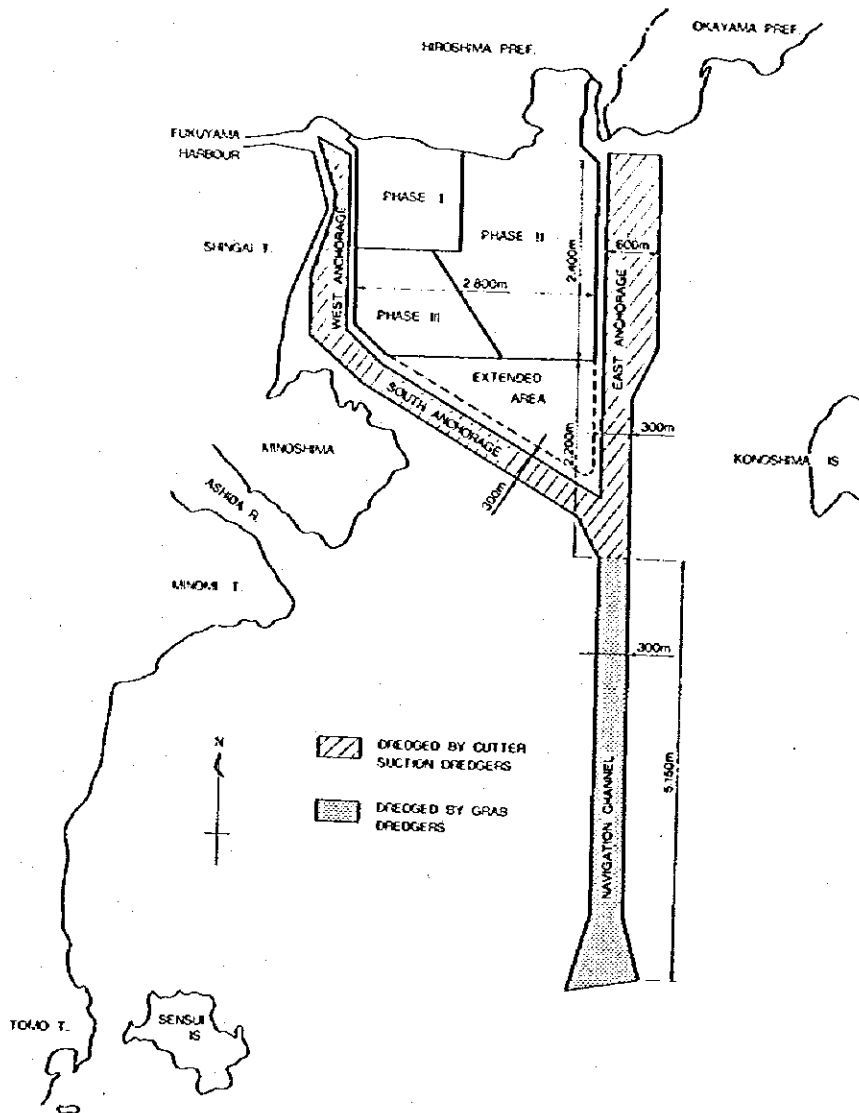 OKAYAMA PREF.
HIROSHIMA PREF.
FUKUYAMA
HARBOUR
PHASE I
SHINGAI T.
WEST ANCHORAGE
PHASE II
2.400m
600m
2.800m
PHASE III
EAST ANCHORAGE
EXTENDED
AREA
SOUTH ANCHORAGE
300m
2.200m
300m
MINOSHIMA
KONOSHIMA IS
ASHIDA R.
MINOMI T.
300m
N
DREDGED BY CUTTER
SUCTION DREDGERS
5.150m
DREDGED BY GRAB
DREDGERS
NAVIGATION CHANNEL
TOMO T.
SENSUI
IS